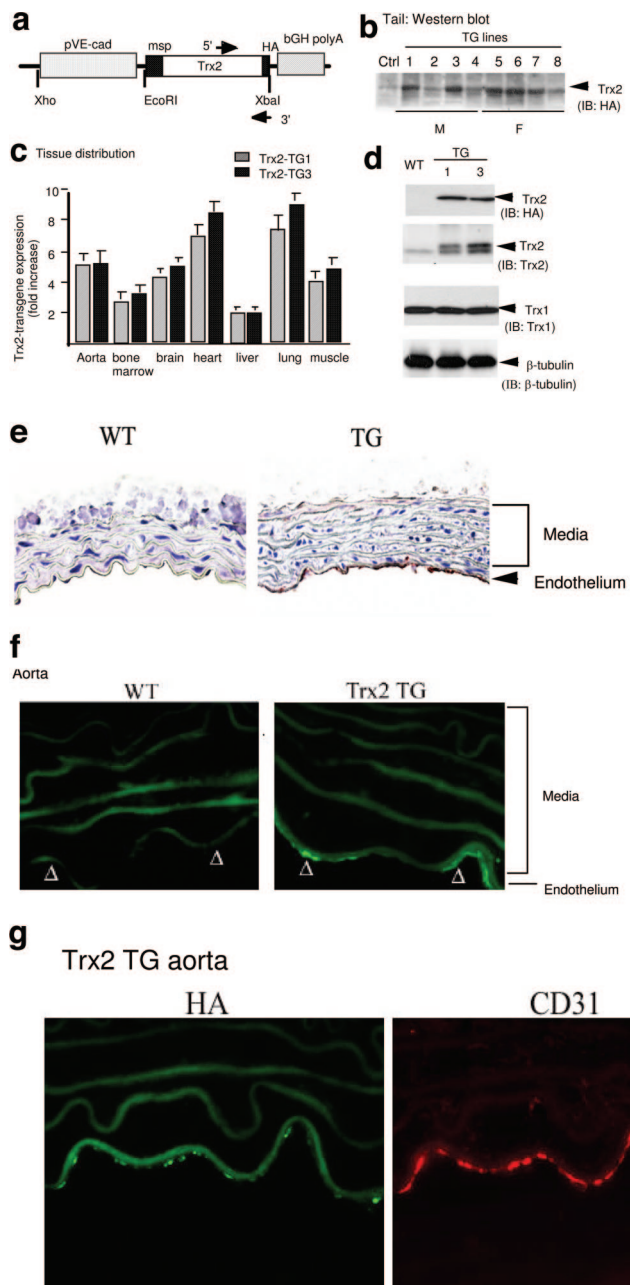 a
pVE-cad
msp
5'
HA
bGH polyA
Trx2
Xho
EcoRI
XbaI
3'
b
Tail: Western blot
TG lines
Ctrl
1 2 3 4 5 6 7 8
Trx2
(IB: HA)
M
F
c
Tissue distribution
Trx2-TG1
Trx2-TG3
Trx2-transgene expression
(fold increase)
10
8
6
4
2
Aorta bone marrow brain heart liver lung muscle
d
WT
TG
1 3
Trx2
(IB: HA)
Trx2
(IB: Trx2)
Trx1
(IB: Trx1)
β-tubulin
(IB: β-tubulin)
e
WT
TG
Media
Endothelium
f
Aorta
WT
Trx2 TG
Δ Δ
Δ Δ
Media
Endothelium
g
Trx2 TG aorta
HA
CD31